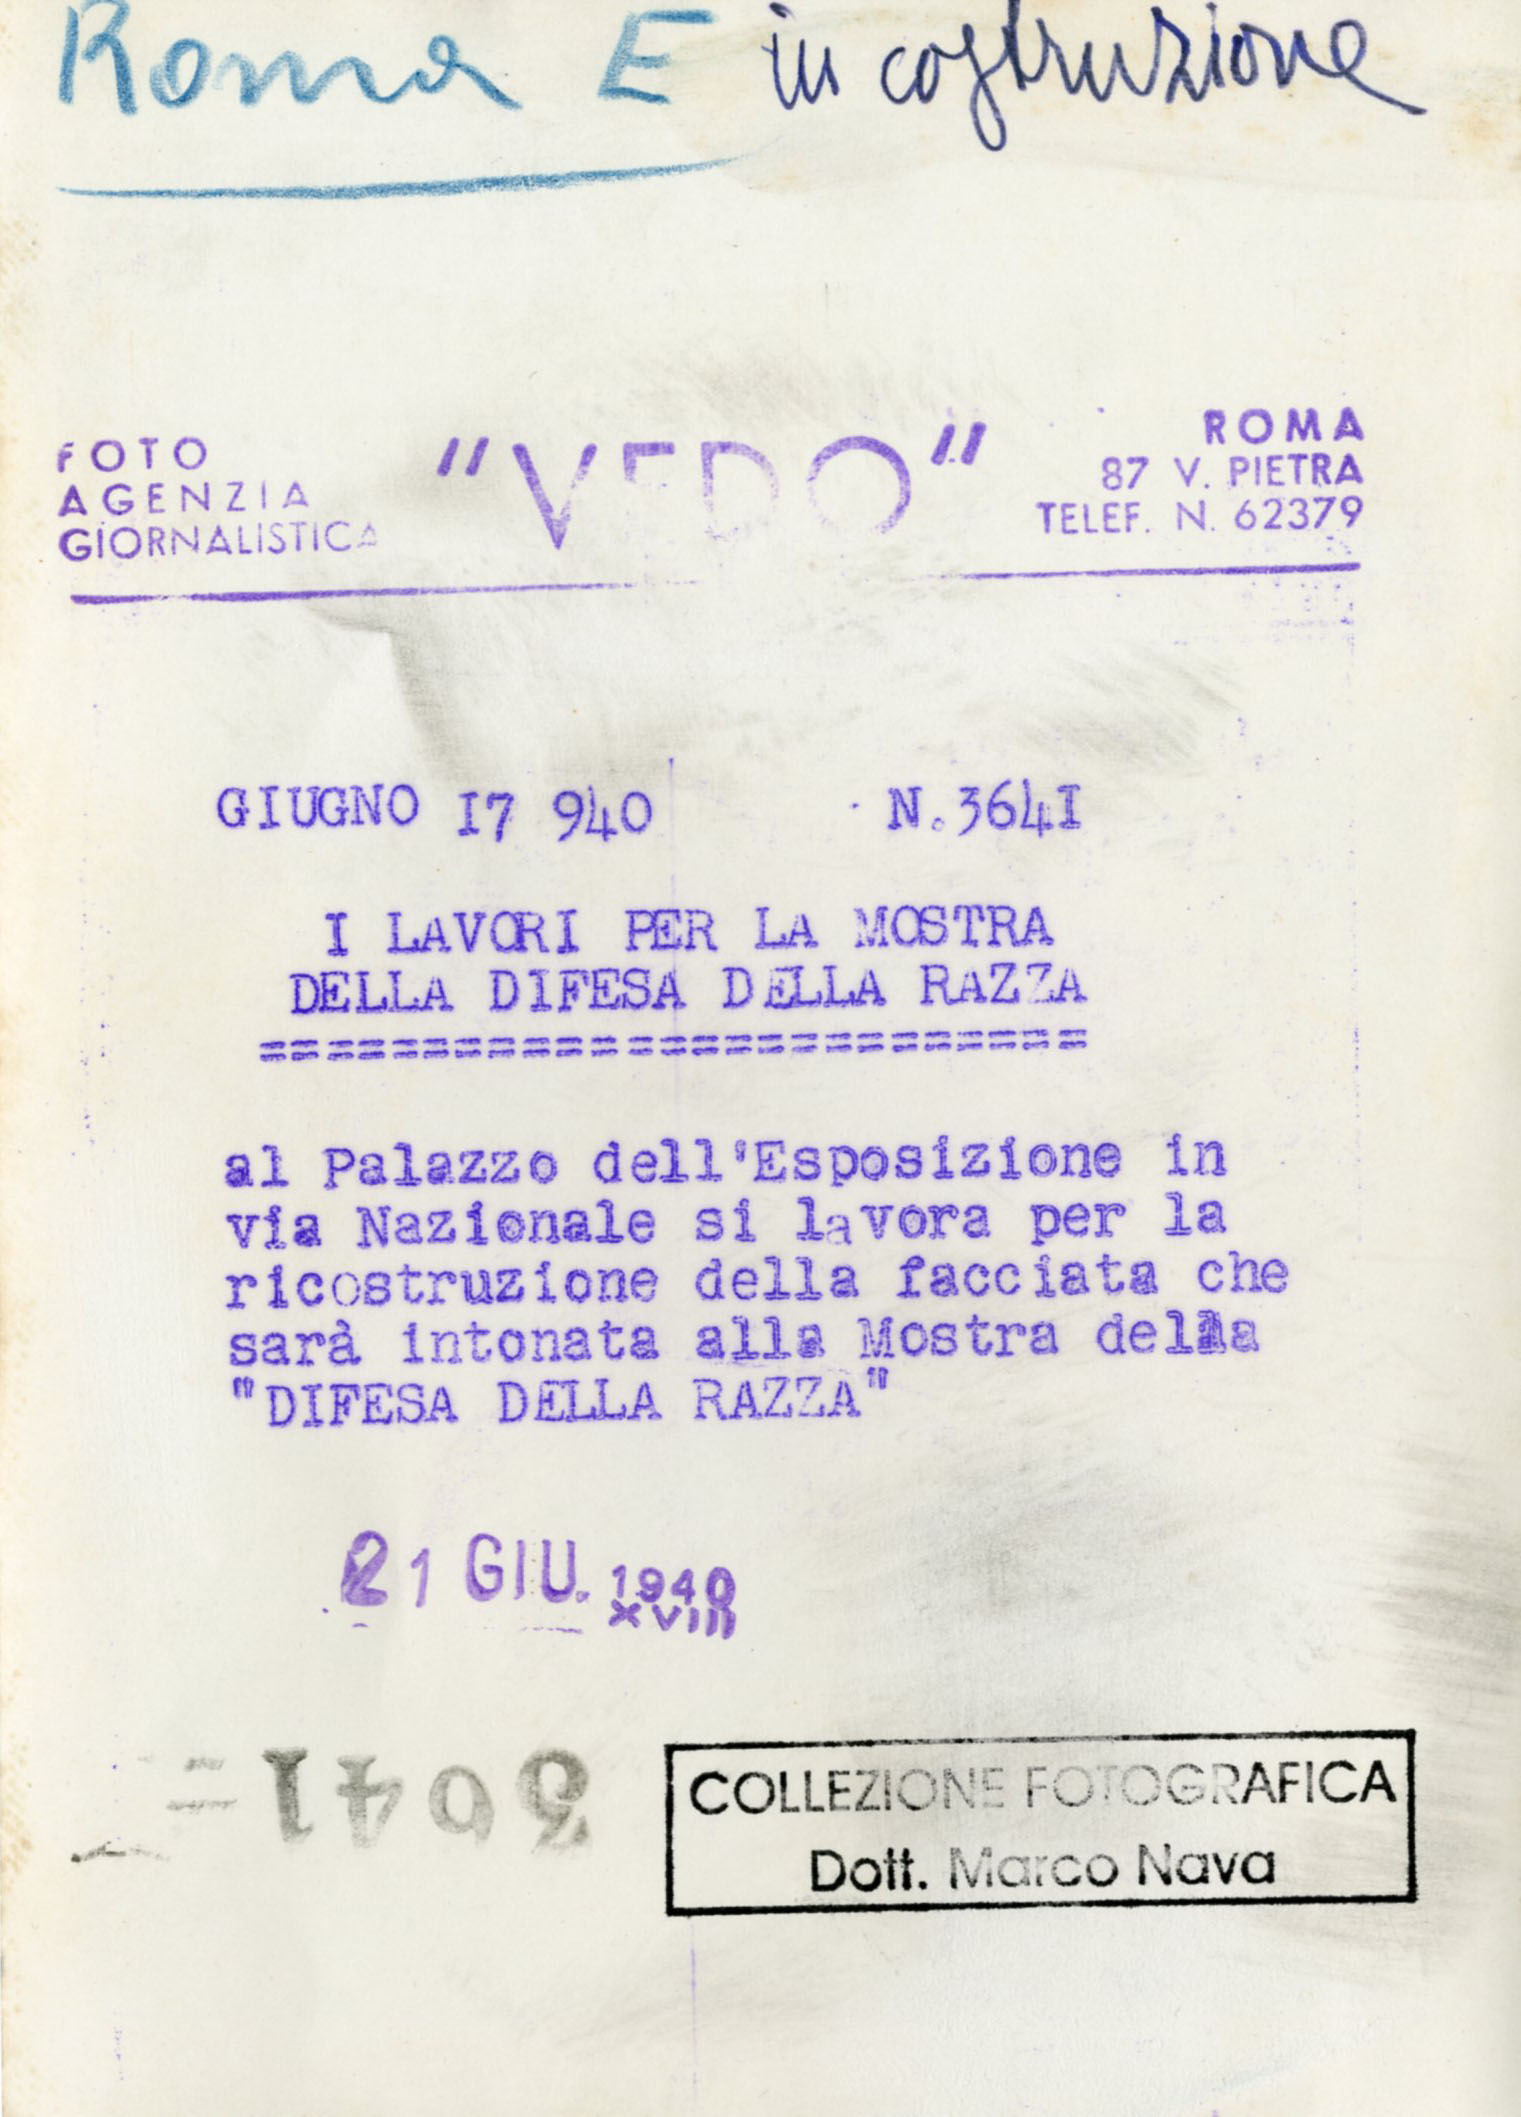 Roma E in costruzione
FOTO
AGENZIA
GIORNALISTICA
"VEDO"
ROMA
87 V. PIETRA
TELEF. N. 62379
GIUGNO I7 940 N.364I
I LAVORI PER LA MOSTRA
DELLA DIFESA DELLA RAZZA
==========================
al Palazzo dell'Esposizione in
via Nazionale si lavora per la
ricostruzione della facciata che
sarà intonata alla Mostra della
"DIFESA DELLA RAZZA"
21 GIU. 1940
XVIII
COLLEZIONE FOTOGRAFICA
Dott. Marco Nava